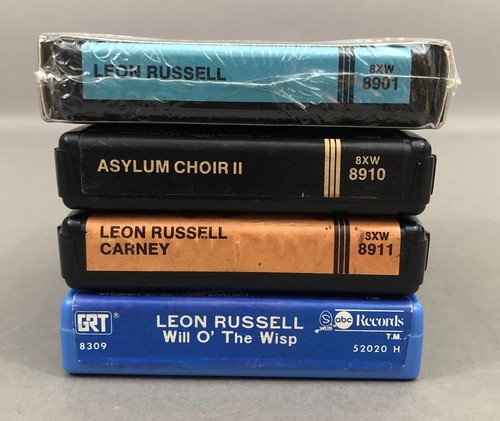 LEON RUSSELL
8XW
8901
ASYLUM CHOIR II
8XW
8910
LEON RUSSELL
CARNEY
8XW
8911
GRT
8309
LEON RUSSELL
Will O' The Wisp
abc Records
T.M.
52020 H